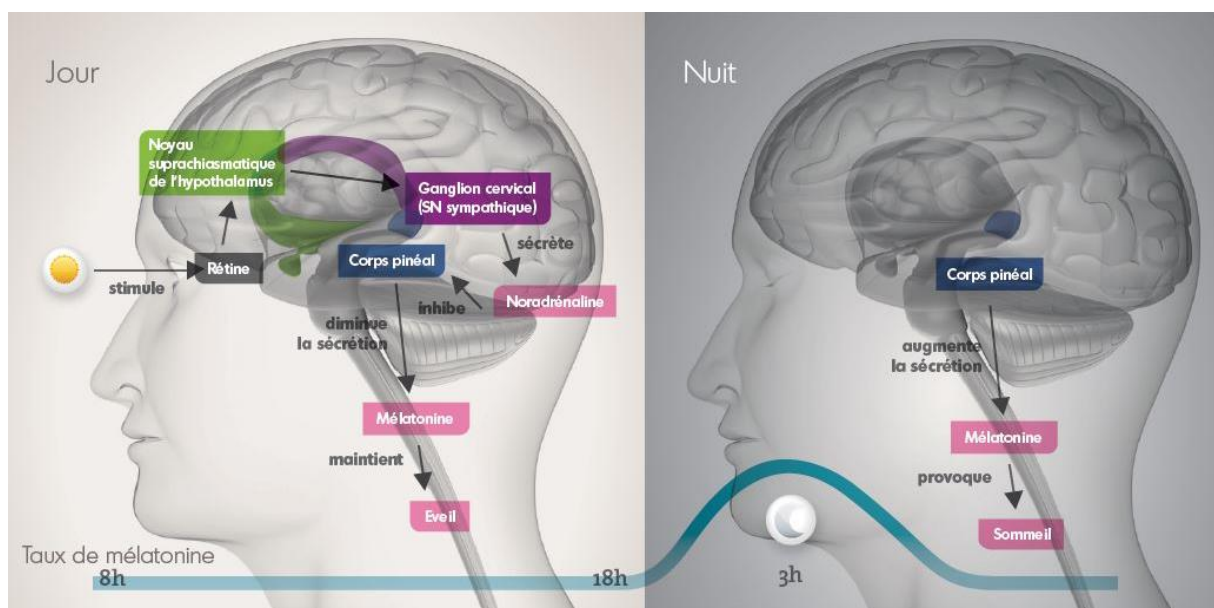 Jour
Noyau
suprachiasmatique
de l'hypothalamus
Ganglion cervical
(SN sympathique)
sécrète
Rétine
stimule
Corps pinéal
Noradrénaline
inhibe
diminue
la sécrétion
Mélatonine
maintient
Eveil
Taux de mélatonine
8h
18h
Nuit
Corps pinéal
augmente
la sécrétion
Mélatonine
provoque
Sommeil
3h